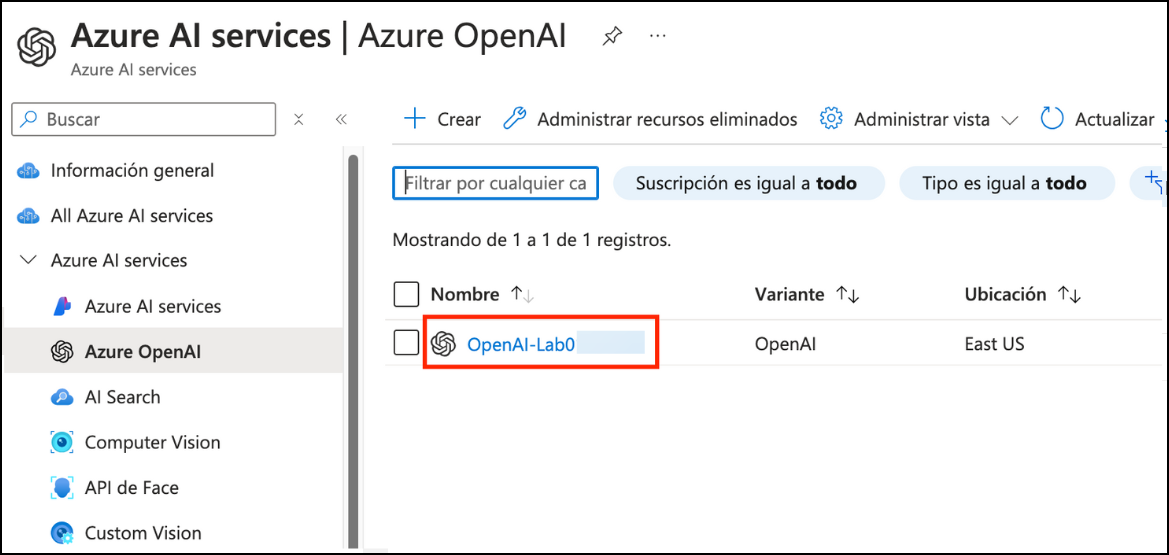 Azure AI services | Azure OpenAI
Azure AI services
Buscar
Información general
All Azure AI services
Azure AI services
Azure AI services
Azure OpenAI
AI Search
Computer Vision
API de Face
Custom Vision
Crear Administrar recursos eliminados Administrar vista Actualizar
Filtrar por cualquier ca Suscripción es igual a todo Tipo es igual a todo
Mostrando de 1 a 1 de 1 registros.
Nombre Variante Ubicación
OpenAI-Lab0 OpenAI East US